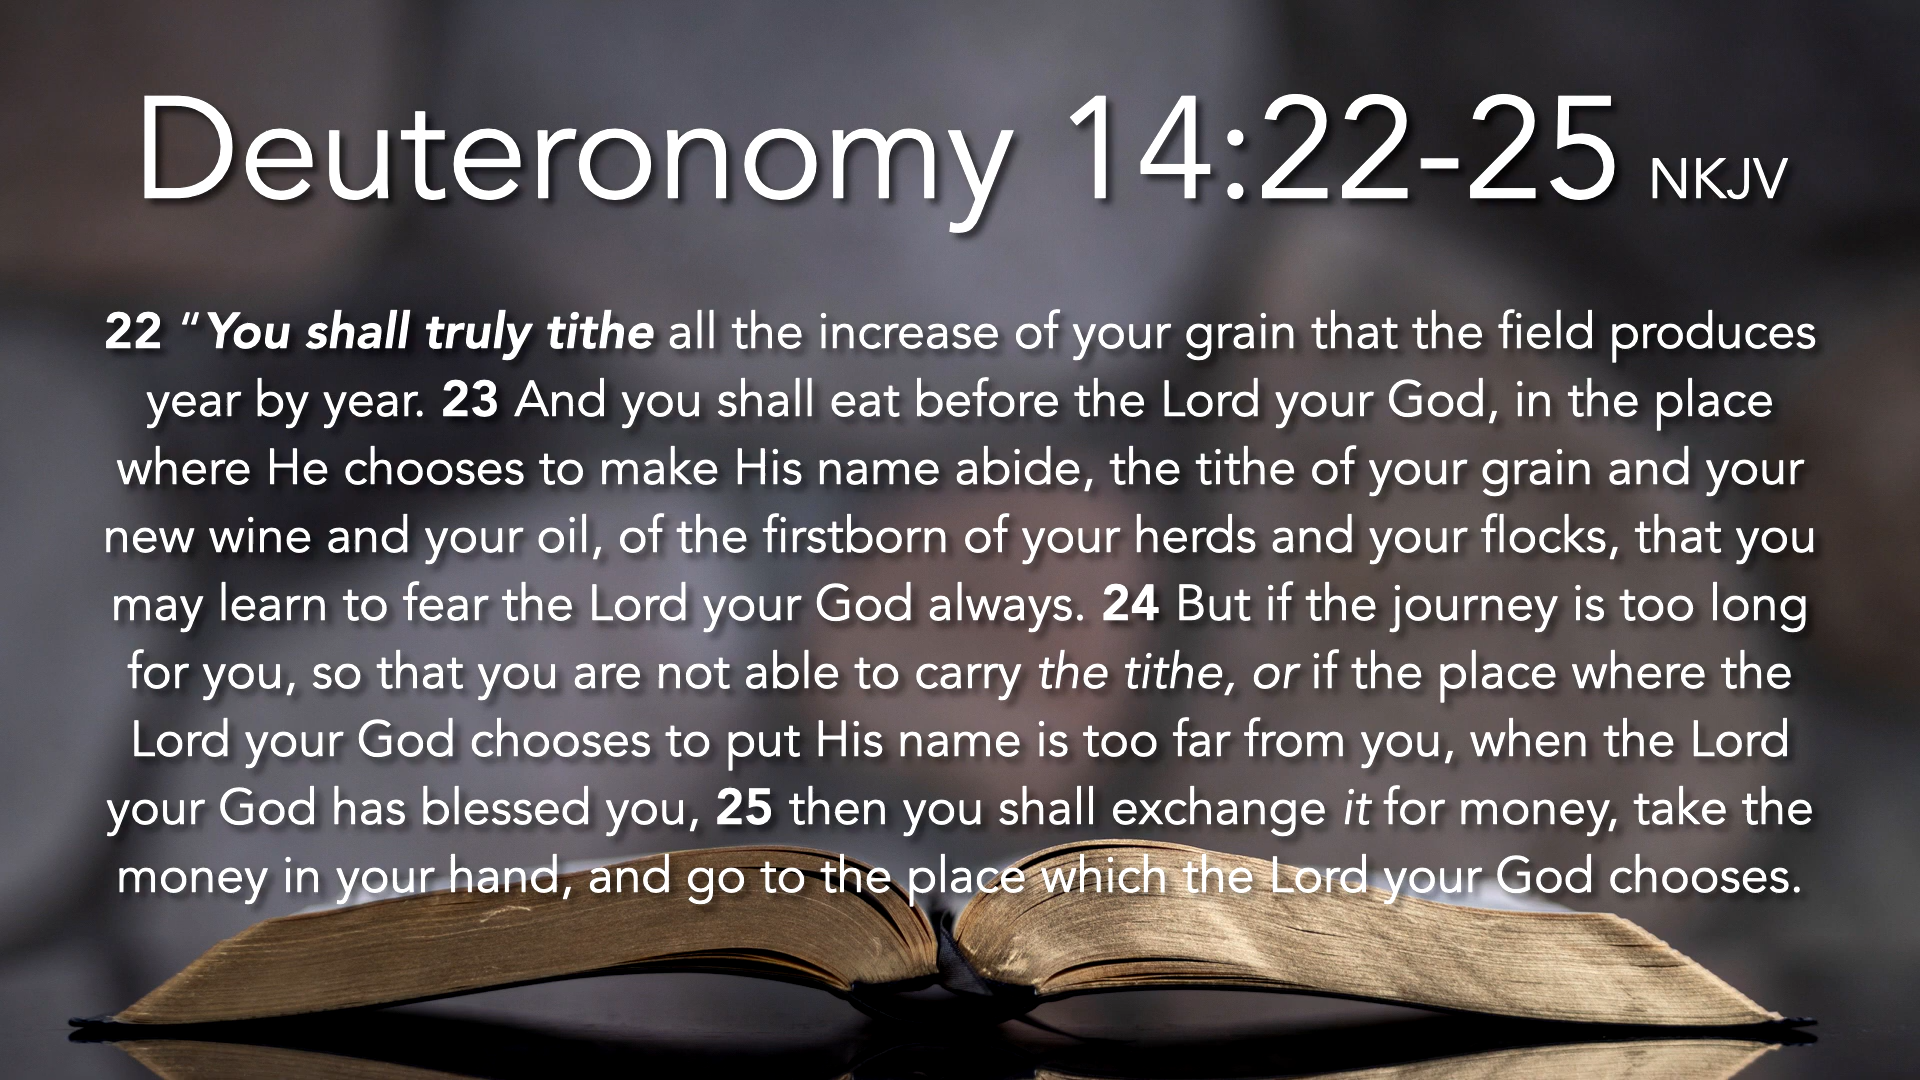 Deuteronomy 14:22-25 NKJV
22 “You shall truly tithe all the increase of your grain that the field produces
year by year. 23 And you shall eat before the Lord your God, in the place
where He chooses to make His name abide, the tithe of your grain and your
new wine and your oil, of the firstborn of your herds and your flocks, that you
may learn to fear the Lord your God always. 24 But if the journey is too long
for you, so that you are not able to carry the tithe, or if the place where the
Lord your God chooses to put His name is too far from you, when the Lord
your God has blessed you, 25 then you shall exchange it for money, take the
money in your hand, and go to the place which the Lord your God chooses.